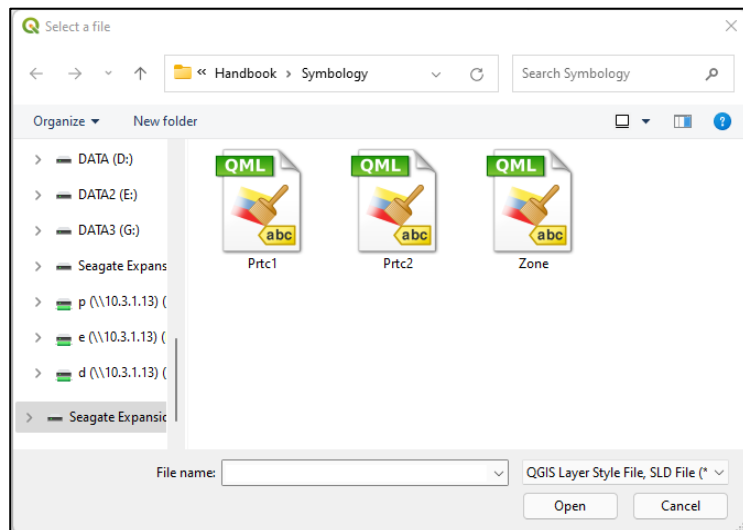 Select a file
« Handbook > Symbology
Search Symbology
Organize
New folder
DATA (D:)
DATA2 (E:)
DATA3 (G:)
Seagate Expans
p (\\10.3.1.13) (
e (\\10.3.1.13) (
d (\\10.3.1.13) (
Seagate Expansic
QML
abc
Prtc1
QML
abc
Prtc2
QML
abc
Zone
File name:
QGIS Layer Style File, SLD File (*
Open
Cancel